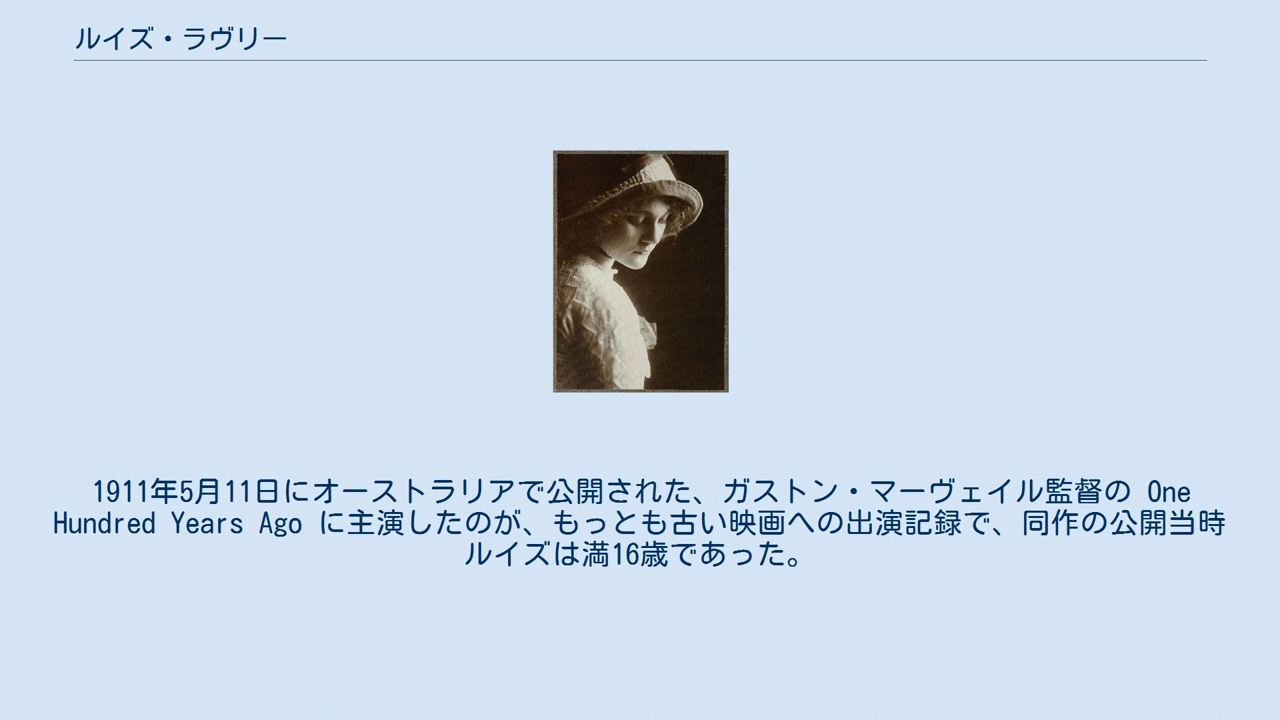 ルイズ・ラヴリー
1911年5月11日にオーストラリアで公開された、ガストン・マーヴェイル監督の One
Hundred Years Ago に主演したのが、もっとも古い映画への出演記録で、同作の公開当時
ルイズは満16歳であった。